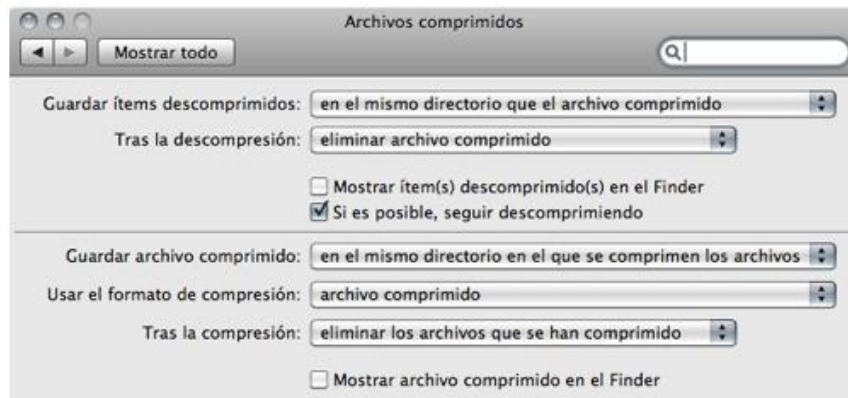 Archivos comprimidos
Mostrar todo
Guardar ítems descomprimidos: en el mismo directorio que el archivo comprimido
Tras la descompresión: eliminar archivo comprimido
Mostrar ítem(s) descomprimido(s) en el Finder
Si es posible, seguir descomprimiendo
Guardar archivo comprimido: en el mismo directorio en el que se comprimen los archivos
Usar el formato de compresión: archivo comprimido
Tras la compresión: eliminar los archivos que se han comprimido
Mostrar archivo comprimido en el Finder